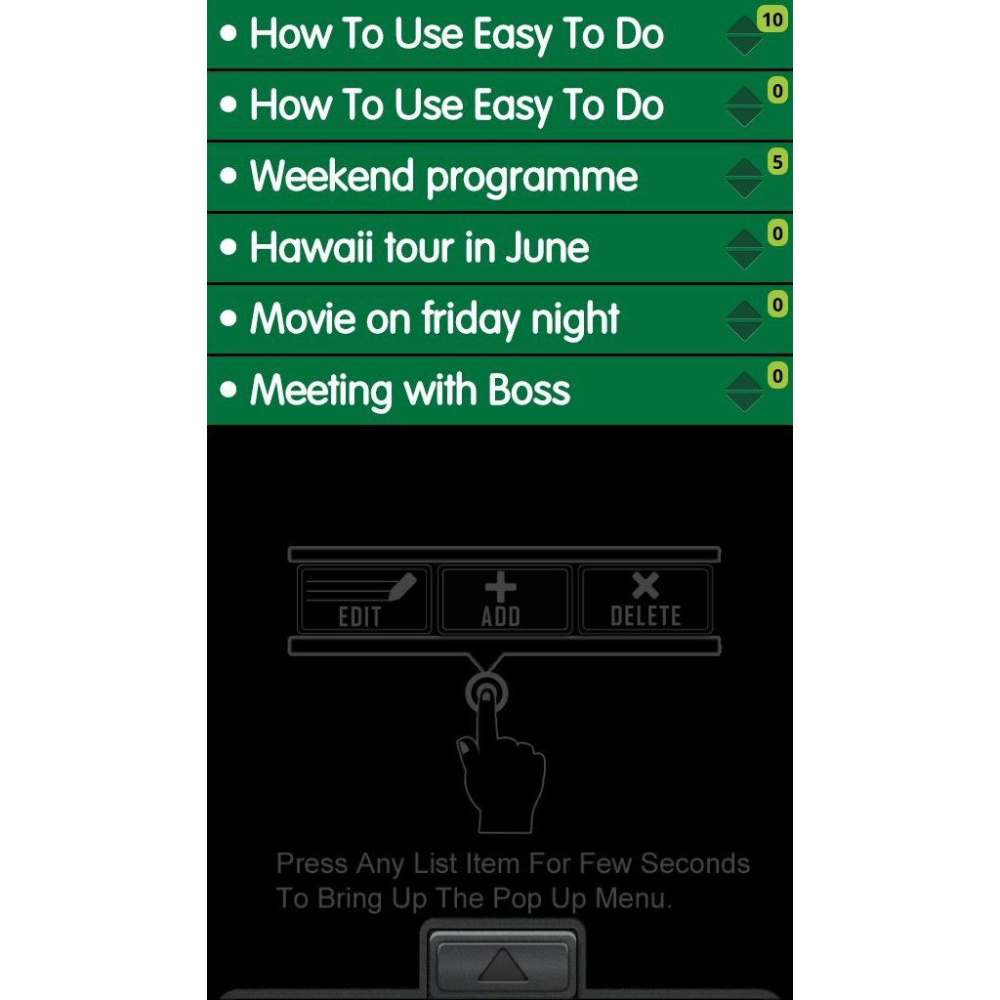 • How To Use Easy To Do 10
• How To Use Easy To Do 0
• Weekend programme 5
• Hawaii tour in June 0
• Movie on friday night 0
• Meeting with Boss 0
EDIT ADD DELETE
Press Any List Item For Few Seconds
To Bring Up The Pop Up Menu.